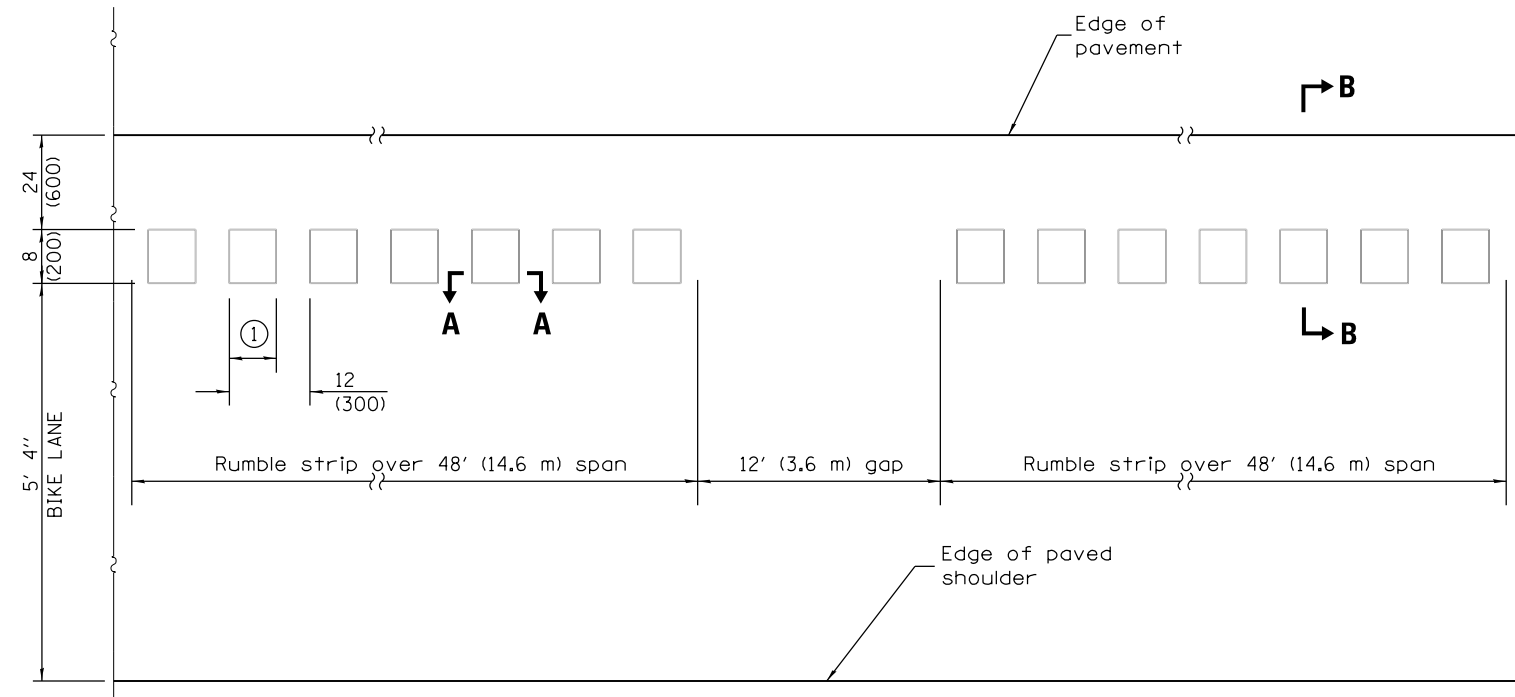 Edge of
pavement
B
24
(600)
8
(200)
1
A
A
B
12
(300)
5' 4''
BIKE LANE
Rumble strip over 48' (14.6 m) span
12' (3.6 m) gap
Rumble strip over 48' (14.6 m) span
Edge of paved
shoulder